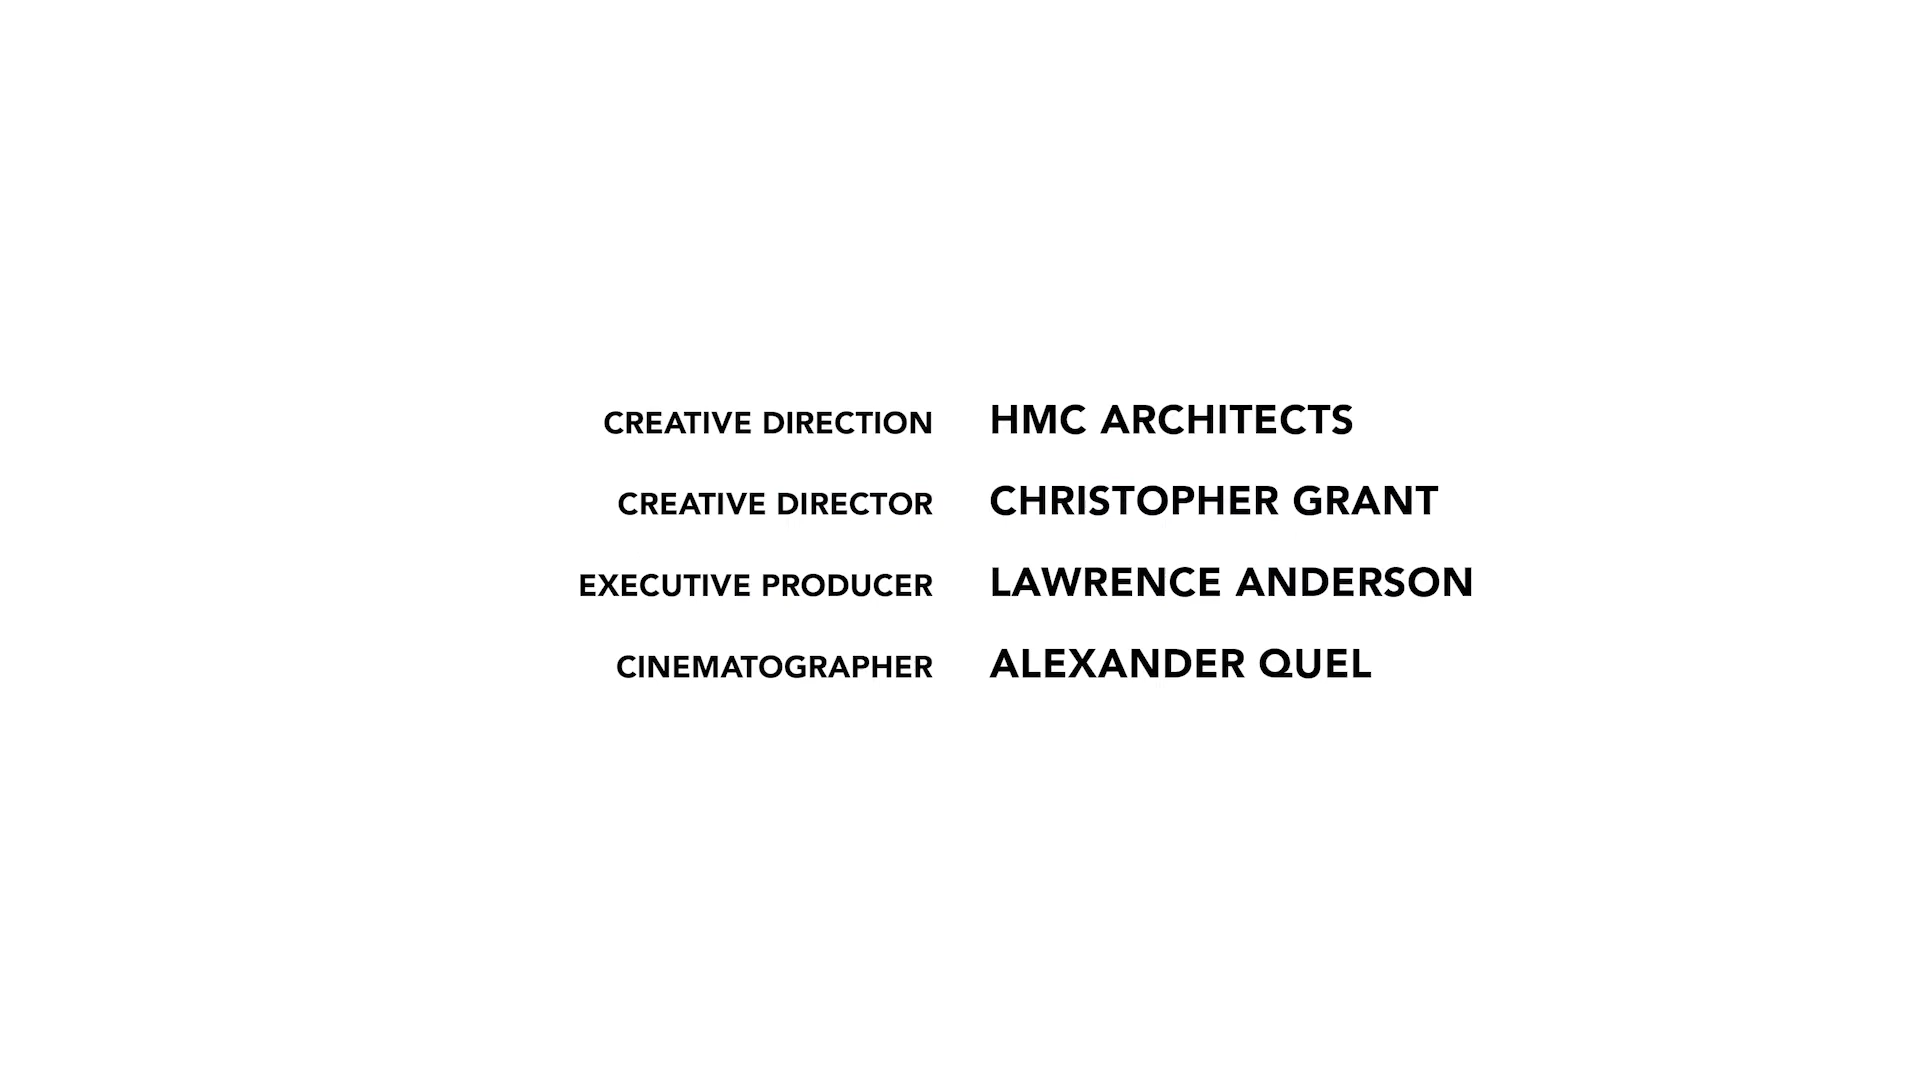 CREATIVE DIRECTION HMC ARCHITECTS
CREATIVE DIRECTOR CHRISTOPHER GRANT
EXECUTIVE PRODUCER LAWRENCE ANDERSON
CINEMATOGRAPHER ALEXANDER QUEL